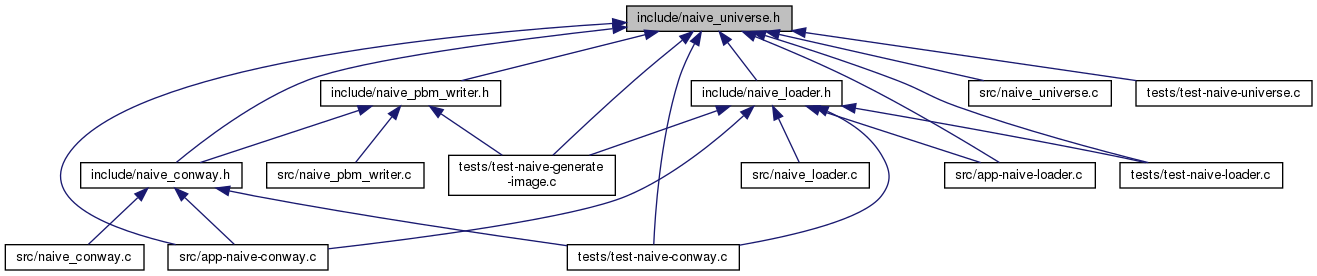 include/naive_universe.h
include/naive_pbm_writer.h
include/naive_loader.h
src/naive_universe.c
tests/test-naive-universe.c
include/naive_conway.h
src/naive_pbm_writer.c
tests/test-naive-generate
-image.c
src/naive_loader.c
src/app-naive-loader.c
tests/test-naive-loader.c
src/naive_conway.c
src/app-naive-conway.c
tests/test-naive-conway.c